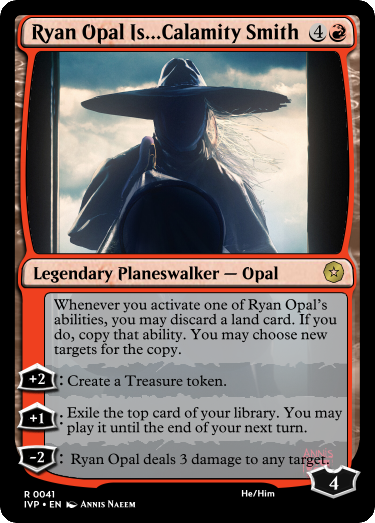 Ryan Opal Is...Calamity Smith 4
Legendary Planeswalker — Opal
Whenever you activate one of Ryan Opal's
abilities, you may discard a land card. If you
do, copy that ability. You may choose new
targets for the copy.
+2: Create a Treasure token.
+1: Exile the top card of your library. You may
play it until the end of your next turn.
-2: Ryan Opal deals 3 damage to any target.
ANNIS
4
R 0041
He/Him
IVP • EN Annis Naeem